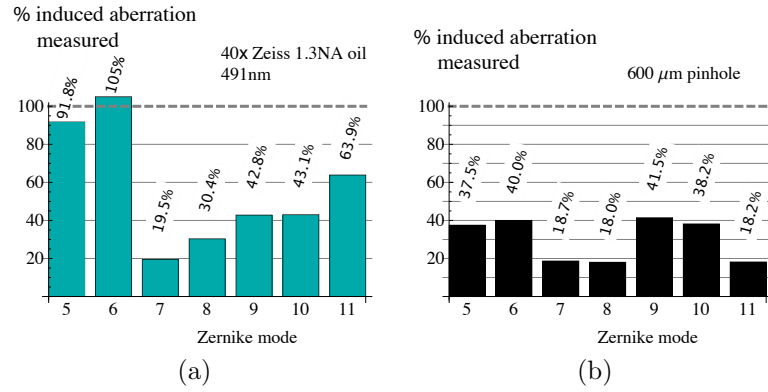 % induced aberration
measured
40x Zeiss 1.3NA oil
491nm
91.8%
105%
19.5%
30.4%
42.8%
43.1%
63.9%
100
80
60
40
20
5 6 7 8 9 10 11
Zernike mode
(a)
% induced aberration
measured
600 μm pinhole
37.5%
40.0%
18.7%
18.0%
41.5%
38.2%
18.2%
100
80
60
40
20
5 6 7 8 9 10 11
Zernike mode
(b)